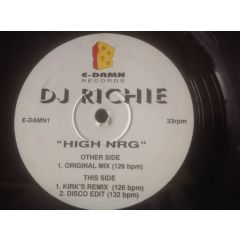 E-DAMN
RECORDS
DJ RICHIE
E-DAMN1
33rpm
"HIGH NRG"
OTHER SIDE
1. ORIGINAL MIX (126 bpm)
THIS SIDE
1. KIRK'S REMIX (126 bpm)
2. DISCO EDIT (132 bpm)